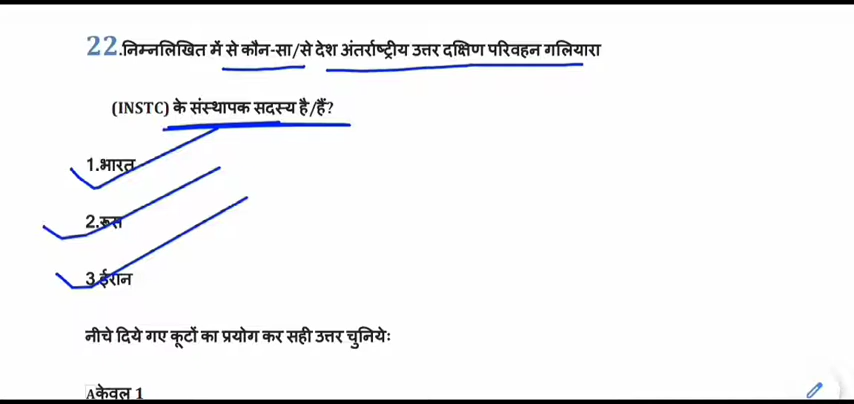 22.निम्नलिखित में से कौन-सा/से देश अंतर्राष्ट्रीय उत्तर दक्षिण परिवहन गलियारा
(INSTC) के संस्थापक सदस्य है/हैं?
1.भारत
2.रूस
3.ईरान
नीचे दिये गए कूटों का प्रयोग कर सही उत्तर चुनियेः
Aकेवल 1